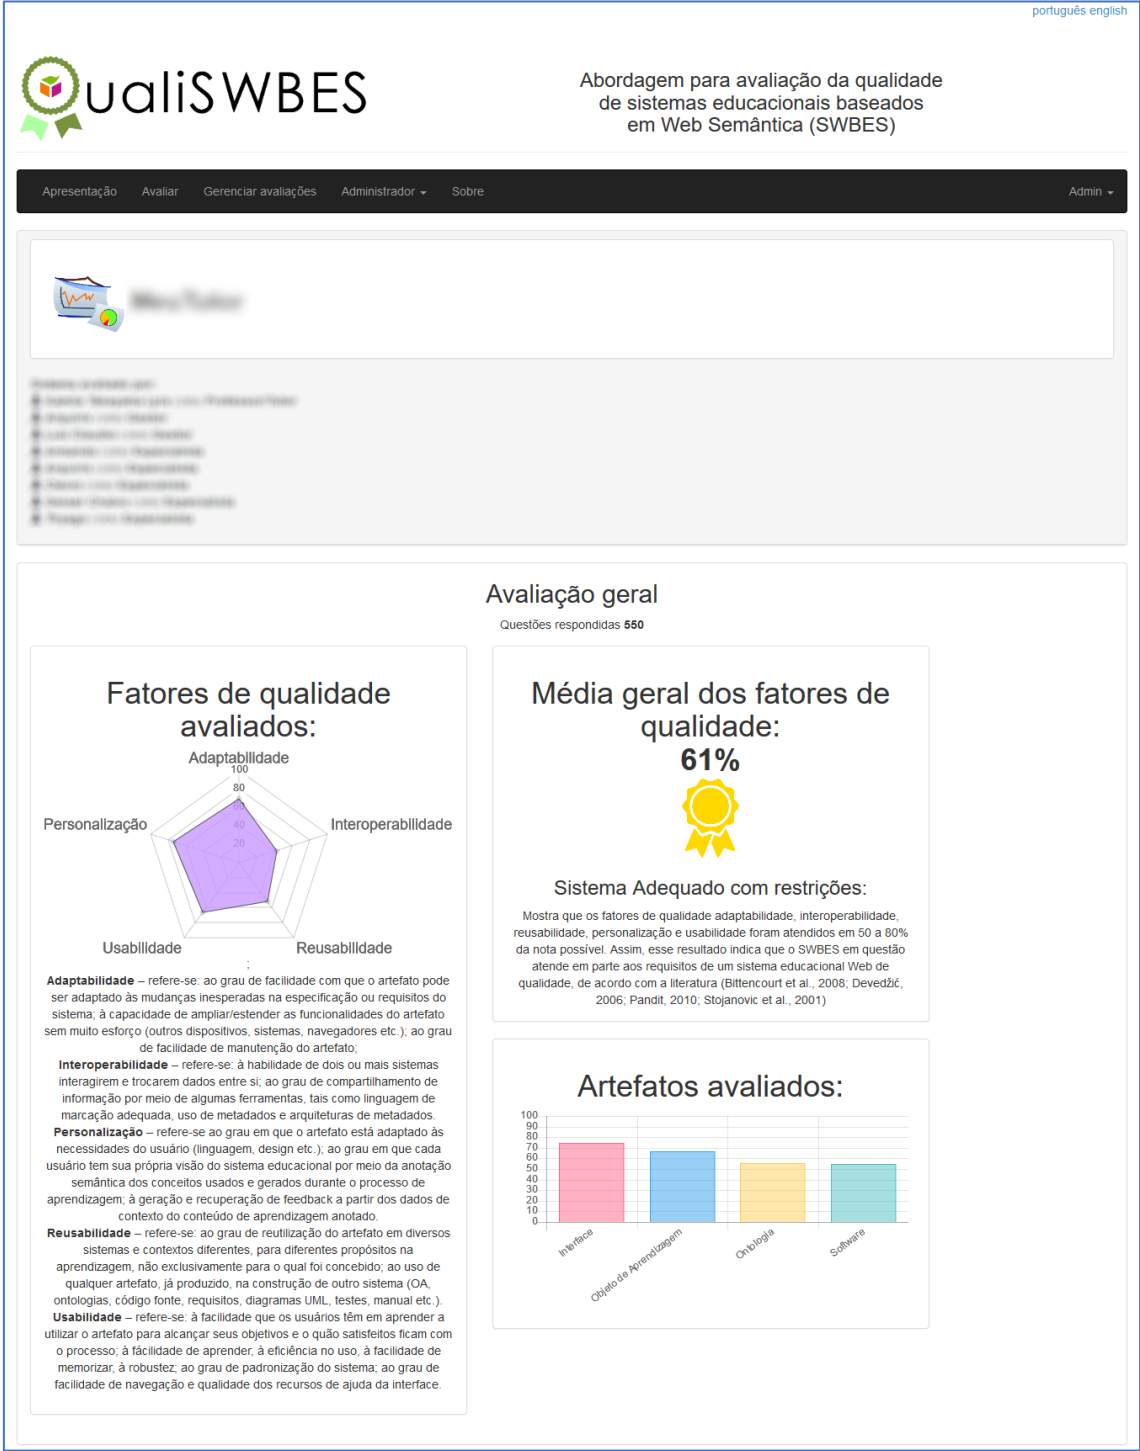 português english
QualiSWBES
Abordagem para avaliação da qualidade
de sistemas educacionais baseados
em Web Semântica (SWBES)
Apresentação Avaliar Gerenciar avaliações Administrador Sobre Admin
Avaliação geral
Questões respondidas 550
Fatores de qualidade
avaliados:
Adaptabilidade
100
80
60
40
20
Personalização
Interoperabilidade
Usabilidade
Reusabilidade
;
Adaptabilidade – refere-se: ao grau de facilidade com que o artefato pode
ser adaptado às mudanças inesperadas na especificação ou requisitos do
sistema; à capacidade de ampliar/estender as funcionalidades do artefato
sem muito esforço (outros dispositivos, sistemas, navegadores etc.); ao grau
de facilidade de manutenção do artefato;
Interoperabilidade – refere-se: à habilidade de dois ou mais sistemas
interagirem e trocarem dados entre si; ao grau de compartilhamento de
informação por meio de algumas ferramentas, tais como linguagem de
marcação adequada, uso de metadados e arquiteturas de metadados.
Personalização – refere-se ao grau em que o artefato está adaptado às
necessidades do usuário (linguagem, design etc.); ao grau em que cada
usuário tem sua própria visão do sistema educacional por meio da anotação
semântica dos conceitos usados e gerados durante o processo de
aprendizagem; à geração e recuperação de feedback a partir dos dados de
contexto do conteúdo de aprendizagem anotado.
Reusabilidade – refere-se: ao grau de reutilização do artefato em diversos
sistemas e contextos diferentes, para diferentes propósitos na
aprendizagem, não exclusivamente para o qual foi concebido; ao uso de
qualquer artefato, já produzido, na construção de outro sistema (OA,
ontologias, código fonte, requisitos, diagramas UML, testes, manual etc.).
Usabilidade – refere-se: à facilidade que os usuários têm em aprender a
utilizar o artefato para alcançar seus objetivos e o quão satisfeitos ficam com
o processo; à fácilidade de aprender, à eficiência no uso, à facilidade de
memorizar, à robustez; ao grau de padronização do sistema; ao grau de
facilidade de navegação e qualidade dos recursos de ajuda da interface.
Média geral dos fatores de
qualidade:
61%
Sistema Adequado com restrições:
Mostra que os fatores de qualidade adaptabilidade, interoperabilidade,
reusabilidade, personalização e usabilidade foram atendidos em 50 a 80%
da nota possível. Assim, esse resultado indica que o SWBES em questão
atende em parte aos requisitos de um sistema educacional Web de
qualidade, de acordo com a literatura (Bittencourt et al., 2008; Devedžić,
2006; Pandit, 2010; Stojanovic et al., 2001)
Artefatos avaliados:
100
90
80
70
60
50
40
30
20
10
0
Interface
Objeto de Aprendizagem
Ontologia
Software